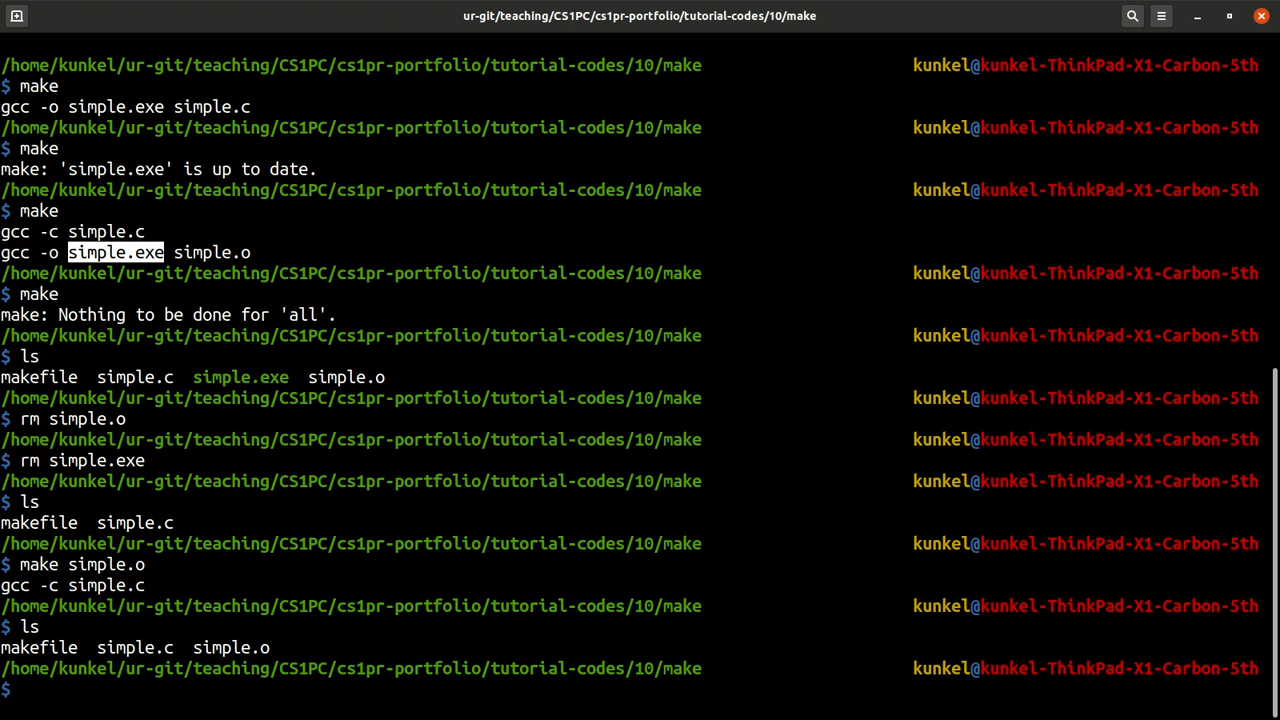 ur-git/teaching/CS1PC/cs1pr-portfolio/tutorial-codes/10/make
/home/kunkel/ur-git/teaching/CS1PC/cs1pr-portfolio/tutorial-codes/10/make kunkel@kunkel-ThinkPad-X1-Carbon-5th
$ make
gcc -o simple.exe simple.c
/home/kunkel/ur-git/teaching/CS1PC/cs1pr-portfolio/tutorial-codes/10/make kunkel@kunkel-ThinkPad-X1-Carbon-5th
$ make
make: 'simple.exe' is up to date.
/home/kunkel/ur-git/teaching/CS1PC/cs1pr-portfolio/tutorial-codes/10/make kunkel@kunkel-ThinkPad-X1-Carbon-5th
$ make
gcc -c simple.c
gcc -o simple.exe simple.o
/home/kunkel/ur-git/teaching/CS1PC/cs1pr-portfolio/tutorial-codes/10/make kunkel@kunkel-ThinkPad-X1-Carbon-5th
$ make
make: Nothing to be done for 'all'.
/home/kunkel/ur-git/teaching/CS1PC/cs1pr-portfolio/tutorial-codes/10/make kunkel@kunkel-ThinkPad-X1-Carbon-5th
$ ls
makefile simple.c simple.exe simple.o
/home/kunkel/ur-git/teaching/CS1PC/cs1pr-portfolio/tutorial-codes/10/make kunkel@kunkel-ThinkPad-X1-Carbon-5th
$ rm simple.o
/home/kunkel/ur-git/teaching/CS1PC/cs1pr-portfolio/tutorial-codes/10/make kunkel@kunkel-ThinkPad-X1-Carbon-5th
$ rm simple.exe
/home/kunkel/ur-git/teaching/CS1PC/cs1pr-portfolio/tutorial-codes/10/make kunkel@kunkel-ThinkPad-X1-Carbon-5th
$ ls
makefile simple.c
/home/kunkel/ur-git/teaching/CS1PC/cs1pr-portfolio/tutorial-codes/10/make kunkel@kunkel-ThinkPad-X1-Carbon-5th
$ make simple.o
gcc -c simple.c
/home/kunkel/ur-git/teaching/CS1PC/cs1pr-portfolio/tutorial-codes/10/make kunkel@kunkel-ThinkPad-X1-Carbon-5th
$ ls
makefile simple.c simple.o
/home/kunkel/ur-git/teaching/CS1PC/cs1pr-portfolio/tutorial-codes/10/make kunkel@kunkel-ThinkPad-X1-Carbon-5th
$